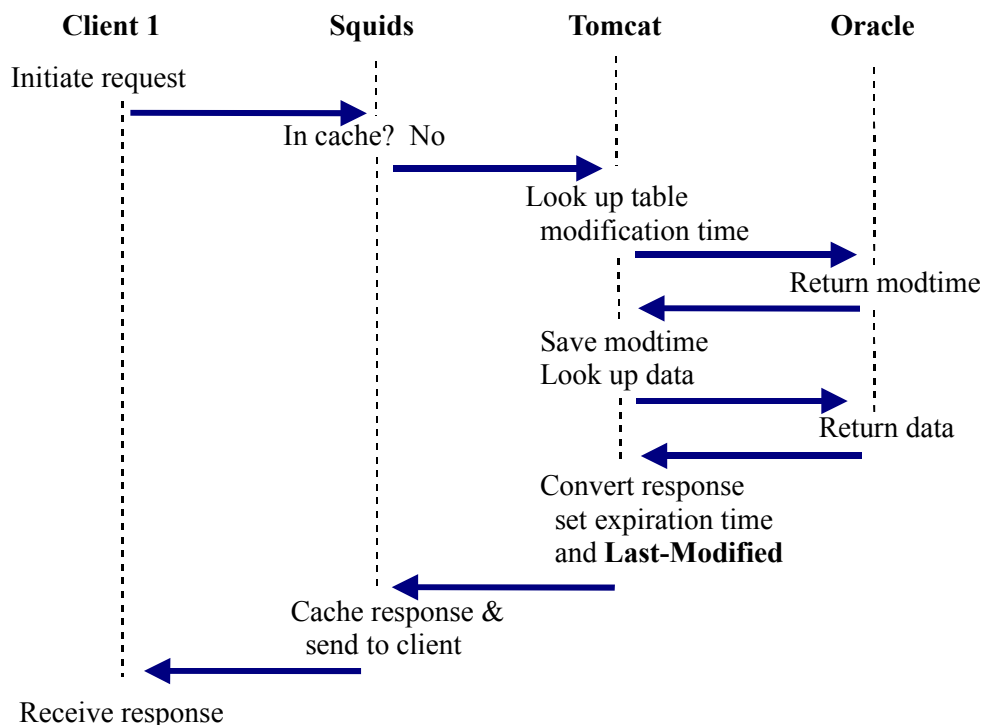 Client 1 Squids Tomcat Oracle
Initiate request
In cache? No
Look up table
modification time
Return modtime
Save modtime
Look up data
Return data
Convert response
set expiration time
and Last-Modified
Cache response &
send to client
Receive response